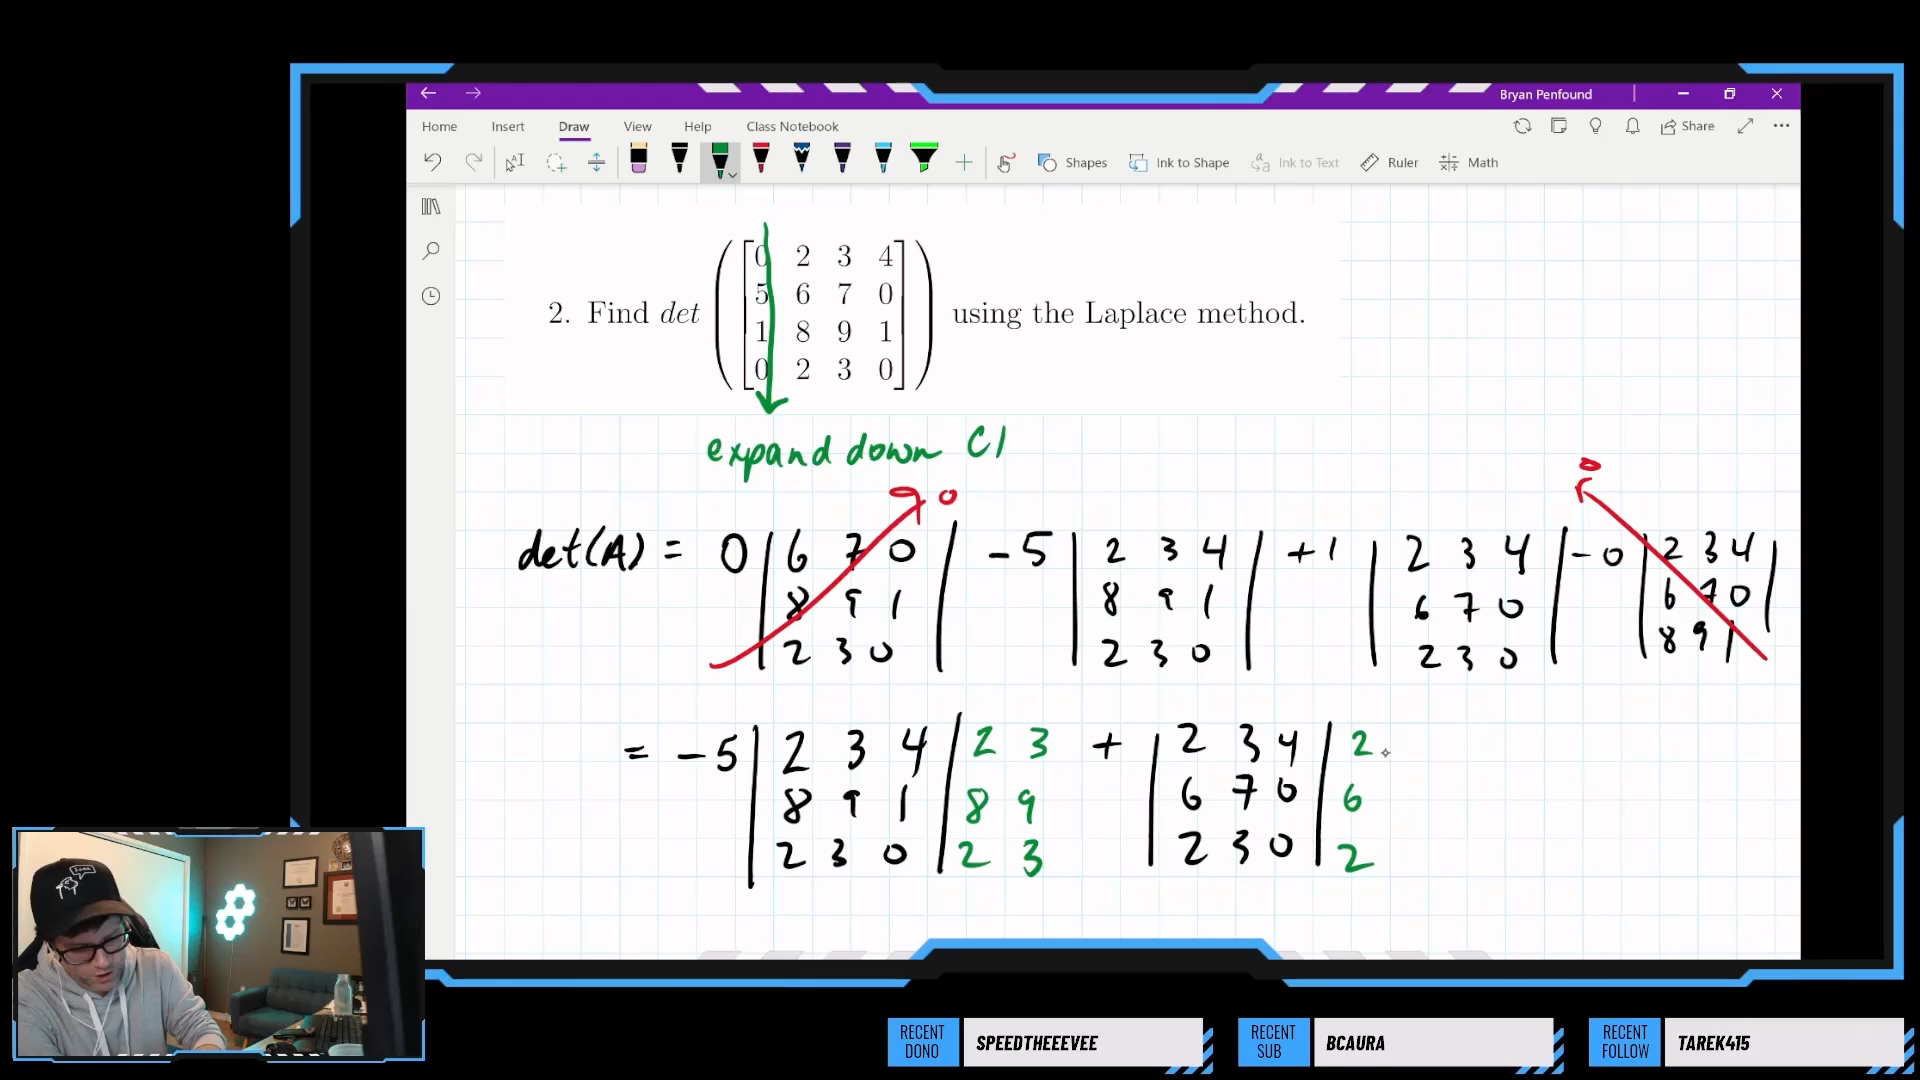 Bryan Penfound
Home Insert Draw View Help Class Notebook Share
Shapes Ink to Shape Ink to Text Ruler Math
2. Find det ([0 2 3 4
5 6 7 0
1 8 9 1
0 2 3 0]) using the Laplace method.
expand down C1
0 0
det(A) = 0 |6 7 0| - 5 |2 3 4| + 1 |2 3 4| - 0 |2 3 4|
8 9 1 8 9 1 6 7 0 6 7 0
2 3 0 2 3 0 2 3 0 8 9 1
= - 5 |2 3 4| 2 3 + |2 3 4| 2
8 9 1 8 9 6 7 0 6
2 3 0 2 3 2 3 0 2
RECENT DONO SPEEDTHEEEVEE RECENT SUB BCAURA RECENT FOLLOW TAREK415